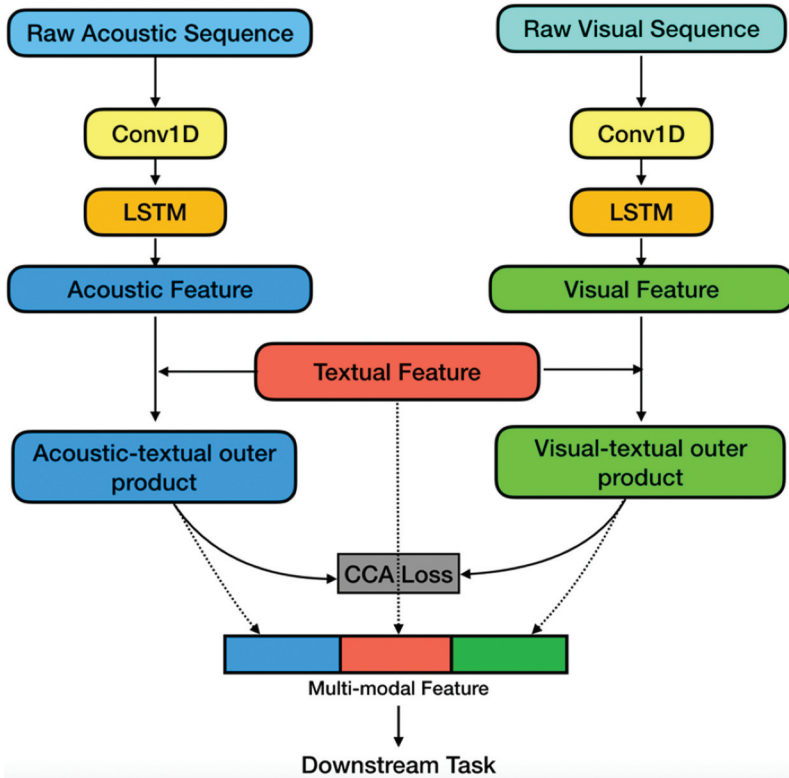 Raw Acoustic Sequence
Raw Visual Sequence
Conv1D
Conv1D
LSTM
LSTM
Acoustic Feature
Visual Feature
Textual Feature
Acoustic-textual outer
product
Visual-textual outer
product
CCA Loss
Multi-modal Feature
Downstream Task